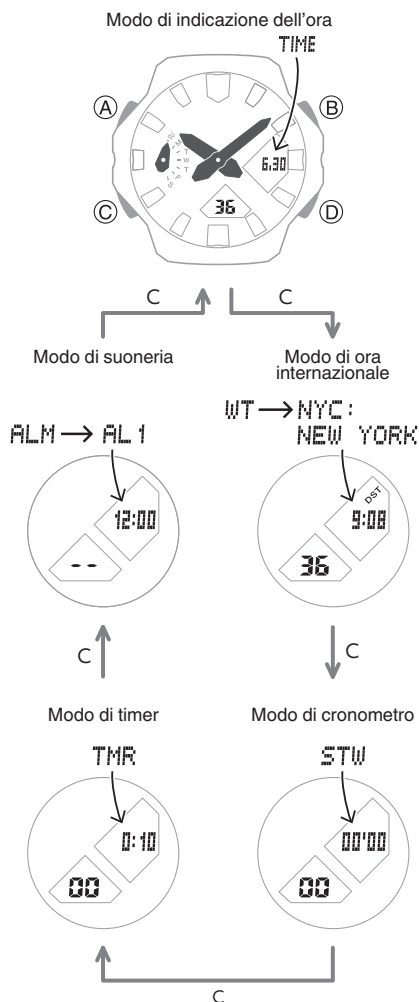 Modo di indicazione dell'ora
TIME
A
B
SU
M
T
W
T
F
S
6.30
36
C
D
C
C
Modo di suoneria
Modo di ora
internazionale
ALM → AL1
WT → NYC:
NEW YORK
12:00
--
DST
9:08
36
C
C
Modo di timer
Modo di cronometro
TMR
STW
0:10
00
00'00
00
C